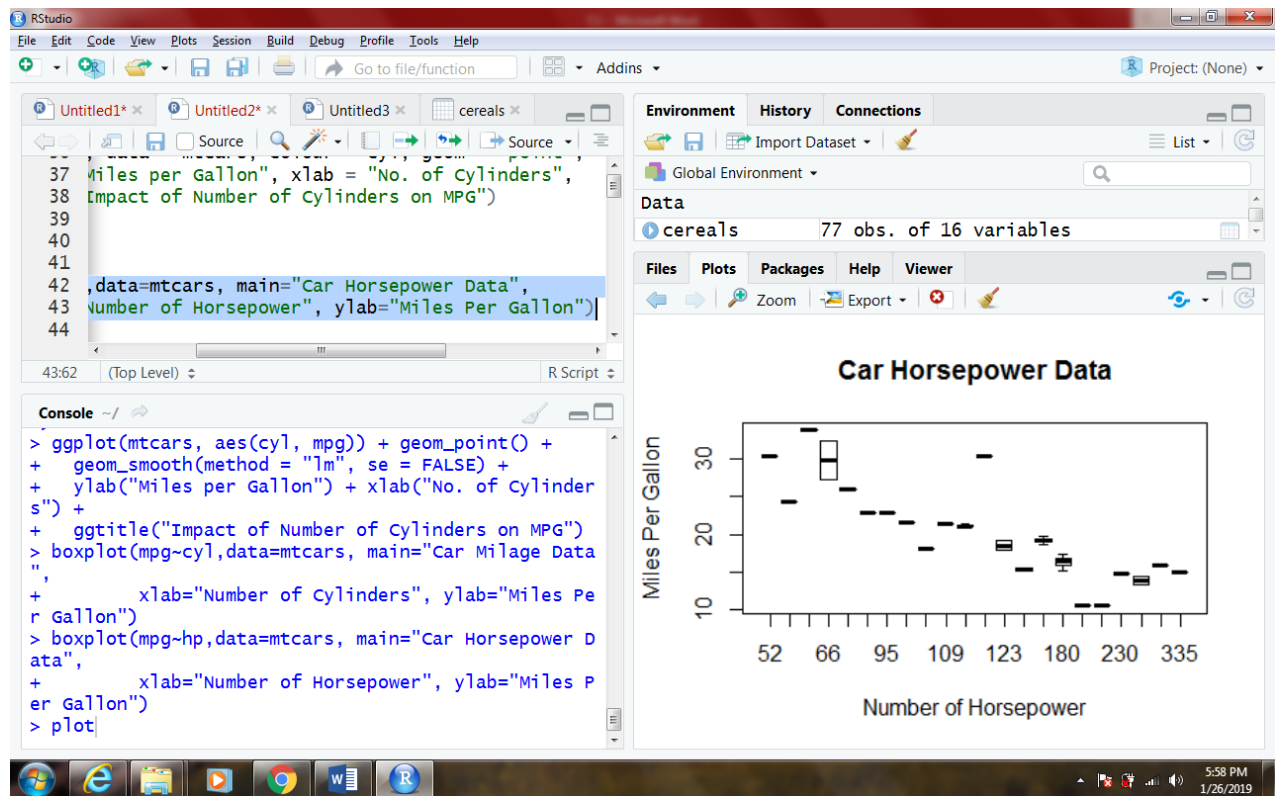 RStudio
File Edit Code View Plots Session Build Debug Profile Tools Help
Go to file/function
Addins
Project: (None)
Untitled1*
Untitled2*
Untitled3
cereals
Source
Source
37 Miles per Gallon", xlab = "No. of Cylinders",
38 Impact of Number of Cylinders on MPG")
39
40
41
42 ,data=mtcars, main="Car Horsepower Data",
43 Number of Horsepower", ylab="Miles Per Gallon")
44
43:62 (Top Level) R Script
Console ~/
> ggplot(mtcars, aes(cyl, mpg)) + geom_point() +
+   geom_smooth(method = "lm", se = FALSE) +
+   ylab("Miles per Gallon") + xlab("No. of Cylinder
s") +
+   ggtitle("Impact of Number of Cylinders on MPG")
> boxplot(mpg~cyl,data=mtcars, main="Car Milage Data
",
+         xlab="Number of Cylinders", ylab="Miles Pe
r Gallon")
> boxplot(mpg~hp,data=mtcars, main="Car Horsepower D
ata",
+         xlab="Number of Horsepower", ylab="Miles P
er Gallon")
> plot
Environment History Connections
Import Dataset
List
Global Environment
Data
cereals 77 obs. of 16 variables
Files Plots Packages Help Viewer
Zoom Export
Car Horsepower Data
Miles Per Gallon
30
20
10
52 66 95 109 123 180 230 335
Number of Horsepower
5:58 PM
1/26/2019